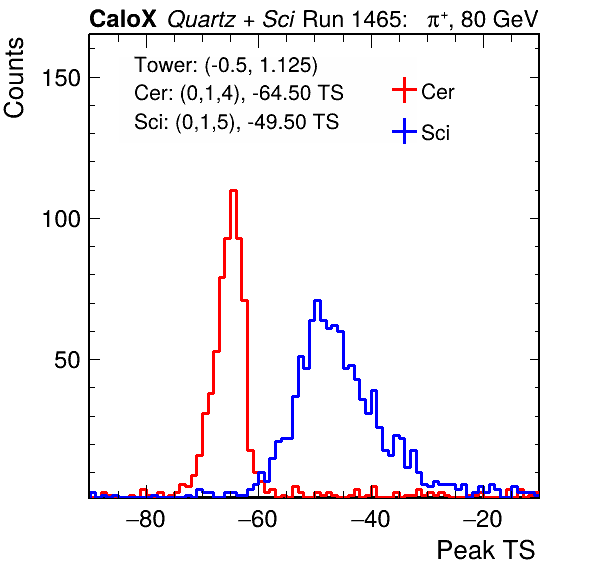 CaloX Quartz + Sci Run 1465: π+, 80 GeV
Counts
Tower: (-0.5, 1.125)
Cer: (0,1,4), -64.50 TS
Sci: (0,1,5), -49.50 TS
Cer
Sci
150
100
50
−80 −60 −40 −20
Peak TS